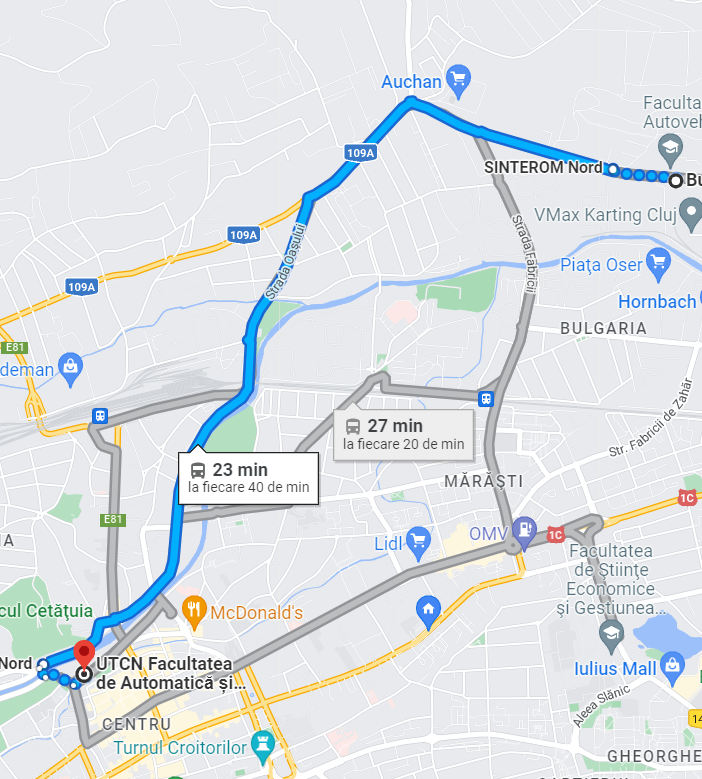 Auchan
Faculta
Autoveh
109A
SINTEROM Nord
Bu
VMax Karting Cluj
109A
Strada Oașului
Strada Fabricii
Piața Oser
109A
Hornbach
BULGARIA
E81
deman
27 min
la fiecare 20 de min
Str. Fabricii de Zahăr
23 min
la fiecare 40 de min
MĂRĂȘTI
1C
E81
OMV
1C
IA
Lidl
Facultatea
de Științe
Economice
și Gestiunea...
cul Cetățuia
McDonald's
Nord
UTCN Facultatea
de Automatică și...
Iulius Mall
Aleea Slănic
CENTRU
14
Turnul Croitorilor
GHEORGHE